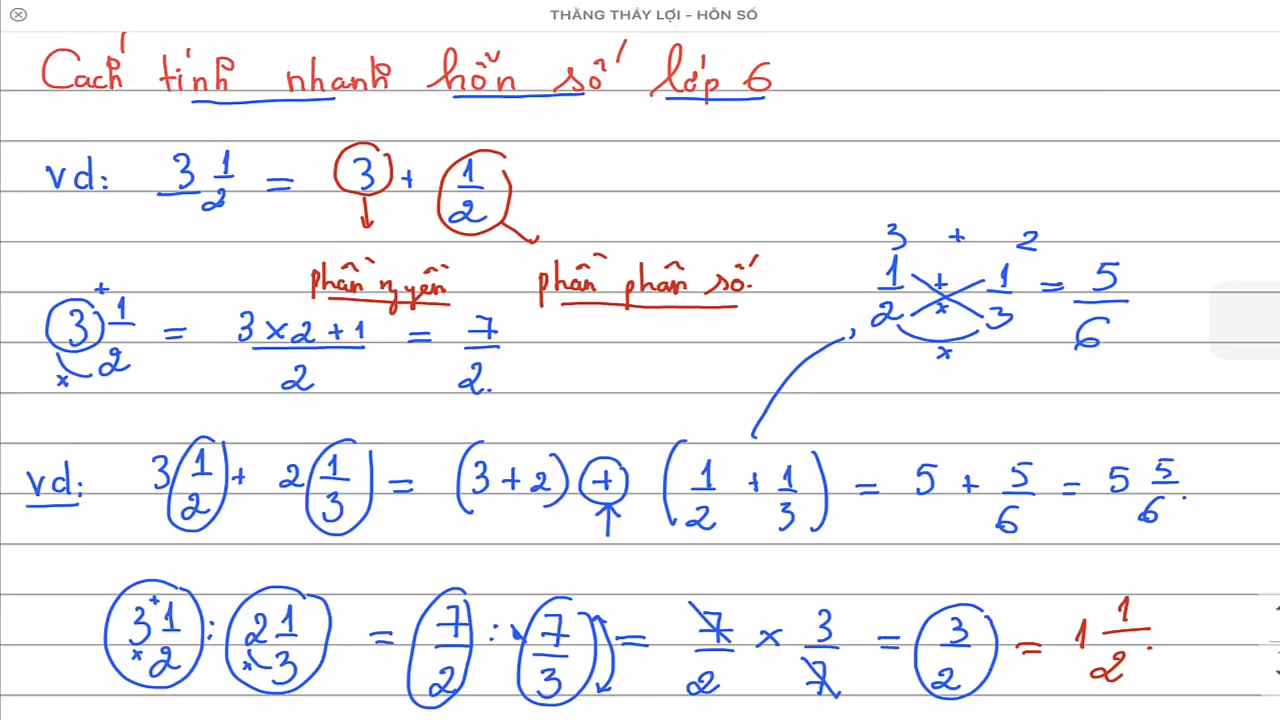 THẦNG THẦY LỢI - HỖN SỐ
Cách tính nhanh hỗn số lớp 6
vd: 3 1/2 = 3 + 1/2
phần nguyên phần phân số.
3 + 2
1/2 + 1/3 = 5/6
x
x
+
3 1/2 = (3 x 2 + 1)/2 = 7/2.
x
vd: 3 1/2 + 2 1/3 = (3 + 2) + (1/2 + 1/3) = 5 + 5/6 = 5 5/6.
3 + 1/2 x : 2 1/3 x = 7/2 : 7/3 = 7/2 x 3/7 = 3/2 = 1 1/2.